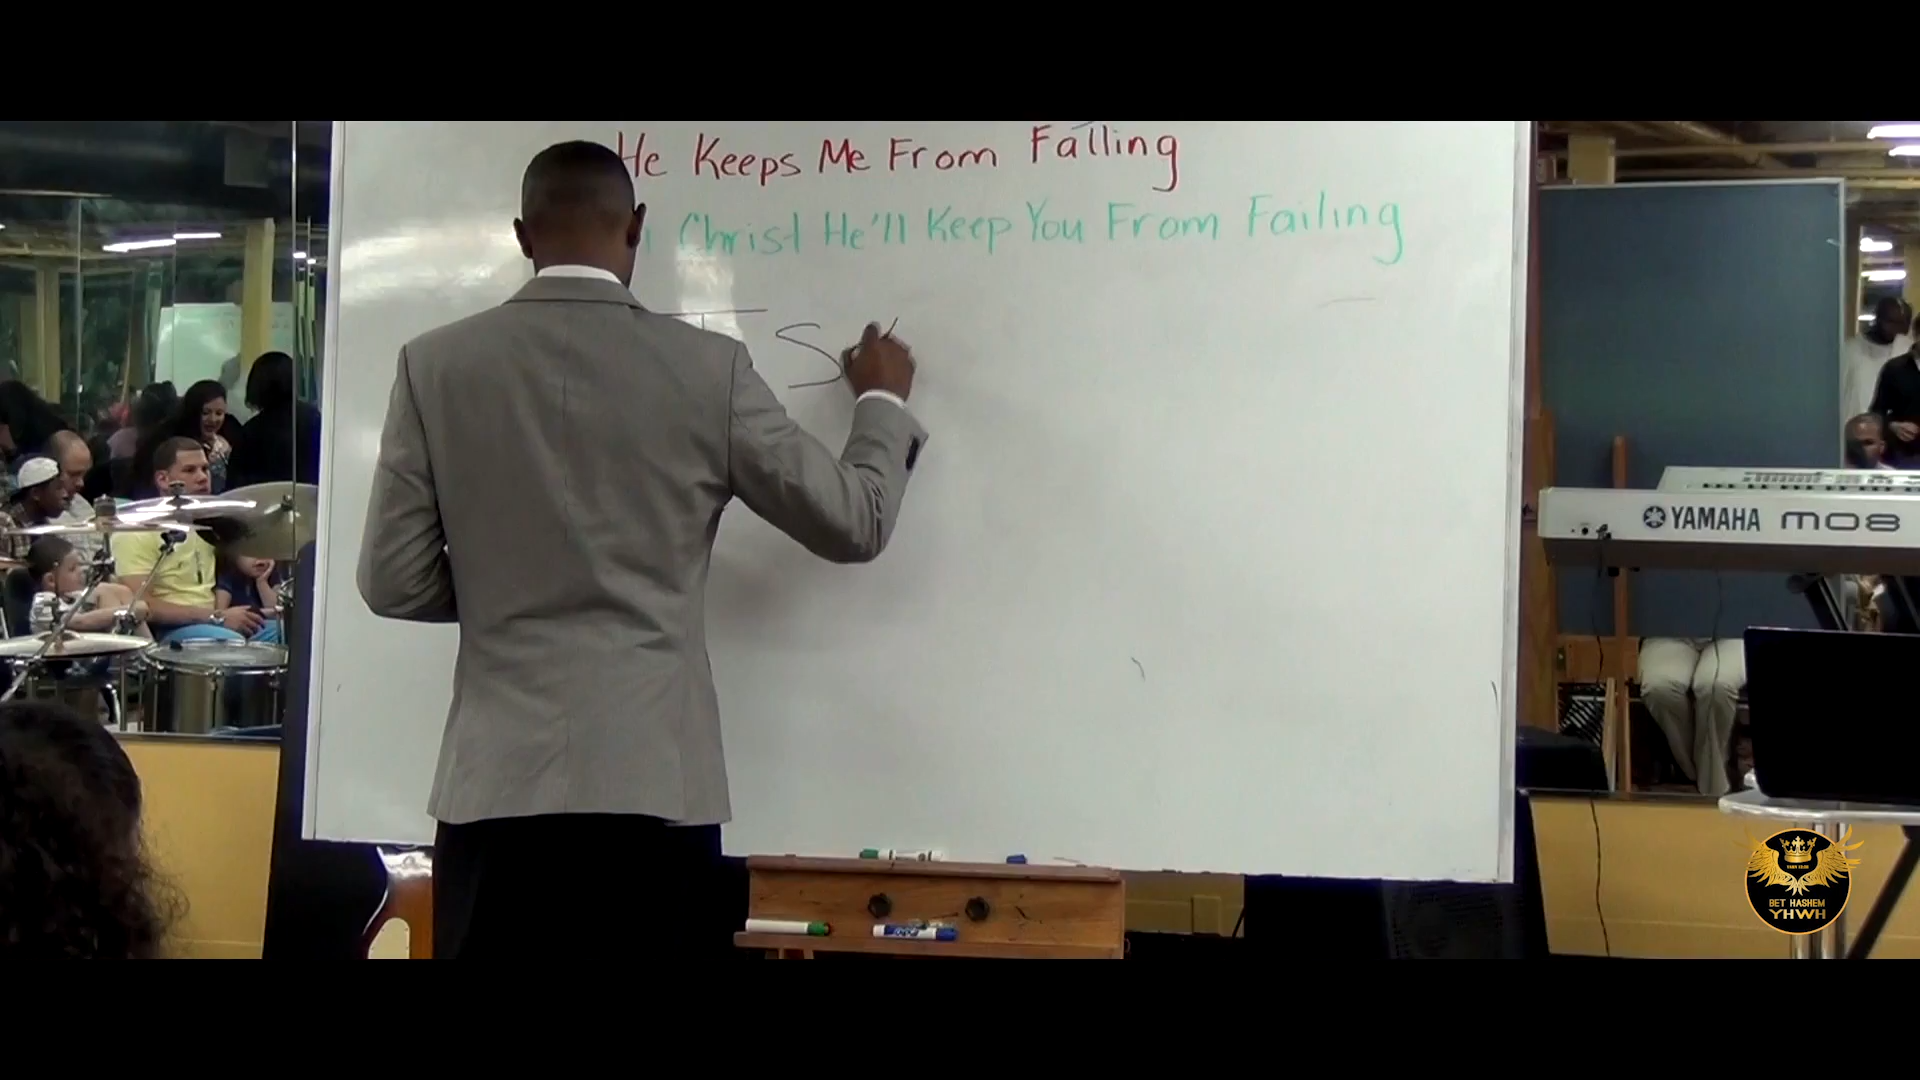 He Keeps Me From Falling
Christ He'll Keep You From Failing
YAMAHA MO8
BET HASHEM
YHWH